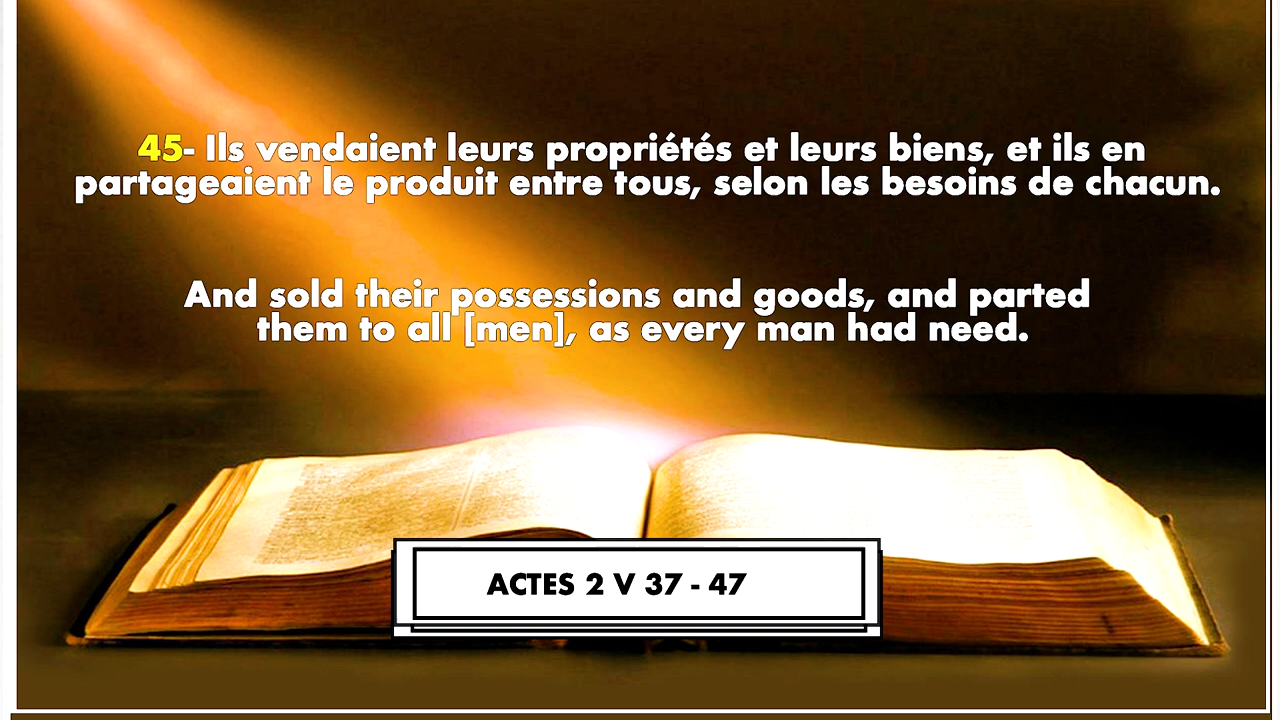 45- Ils vendaient leurs propriétés et leurs biens, et ils en
partageaient le produit entre tous, selon les besoins de chacun.
And sold their possessions and goods, and parted
them to all [men], as every man had need.
ACTES 2 V 37 - 47